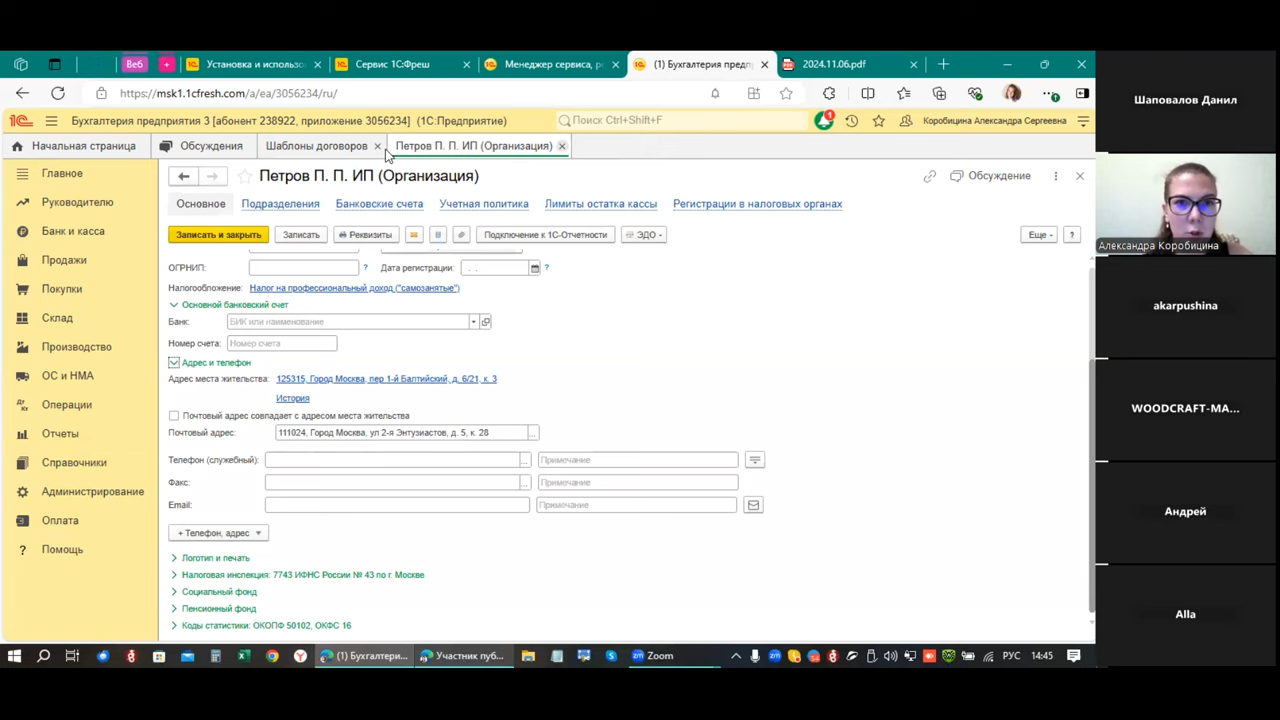 Веб
Установка и использо
Сервис 1С:Фреш
Менеджер сервиса, р
(1) Бухгалтерия предп
2024.11.06.pdf
https://msk1.1cfresh.com/a/ea/3056234/ru/
Бухгалтерия предприятия 3 [абонент 238922, приложение 3056234] (1С:Предприятие)
Поиск Ctrl+Shift+F
1
Коробицина Александра Сергеевна
Начальная страница
Обсуждения
Шаблоны договоров
Петров П. П. ИП (Организация)
Главное
Руководителю
Банк и касса
Продажи
Покупки
Склад
Производство
ОС и НМА
Операции
Отчеты
Справочники
Администрирование
Оплата
? Помощь
Петров П. П. ИП (Организация)
Обсуждение
Основное
Подразделения
Банковские счета
Учетная политика
Лимиты остатка кассы
Регистрации в налоговых органах
Записать и закрыть
Записать
Реквизиты
Подключение к 1С-Отчетности
ЭДО
Еще
?
ОГРНИП: ? Дата регистрации: . . ?
Налогообложение: Налог на профессиональный доход ("самозанятые")
Основной банковский счет
Банк: БИК или наименование
Номер счета: Номер счета
Адрес и телефон
Адрес места жительства: 125315, Город Москва, пер 1-й Балтийский, д. 6/21, к. 3
История
Почтовый адрес совпадает с адресом места жительства
Почтовый адрес: 111024, Город Москва, ул 2-я Энтузиастов, д. 5, к. 28 ...
Телефон (служебный): ... Примечание
Факс: ... Примечание
Email: Примечание
+ Телефон, адрес
Логотип и печать
Налоговая инспекция: 7743 ИФНС России № 43 по г. Москве
Социальный фонд
Пенсионный фонд
Коды статистики: ОКОПФ 50102, ОКФС 16
(1) Бухгалтери...
Участник пуб...
Zoom
РУС
14:45
Шаповалов Данил
Александра Коробицина
akarpushina
WOODCRAFT-MA...
Андрей
Alla